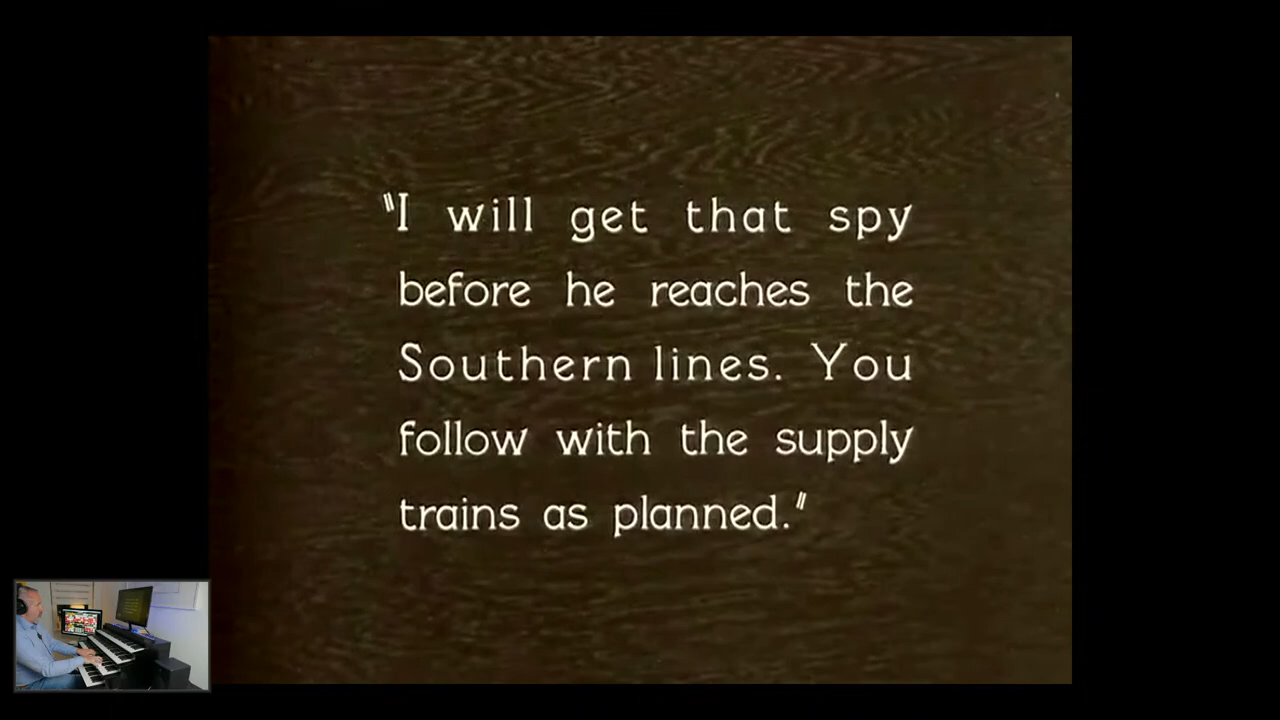 "I will get that spy
before he reaches the
Southern lines. You
follow with the supply
trains as planned."